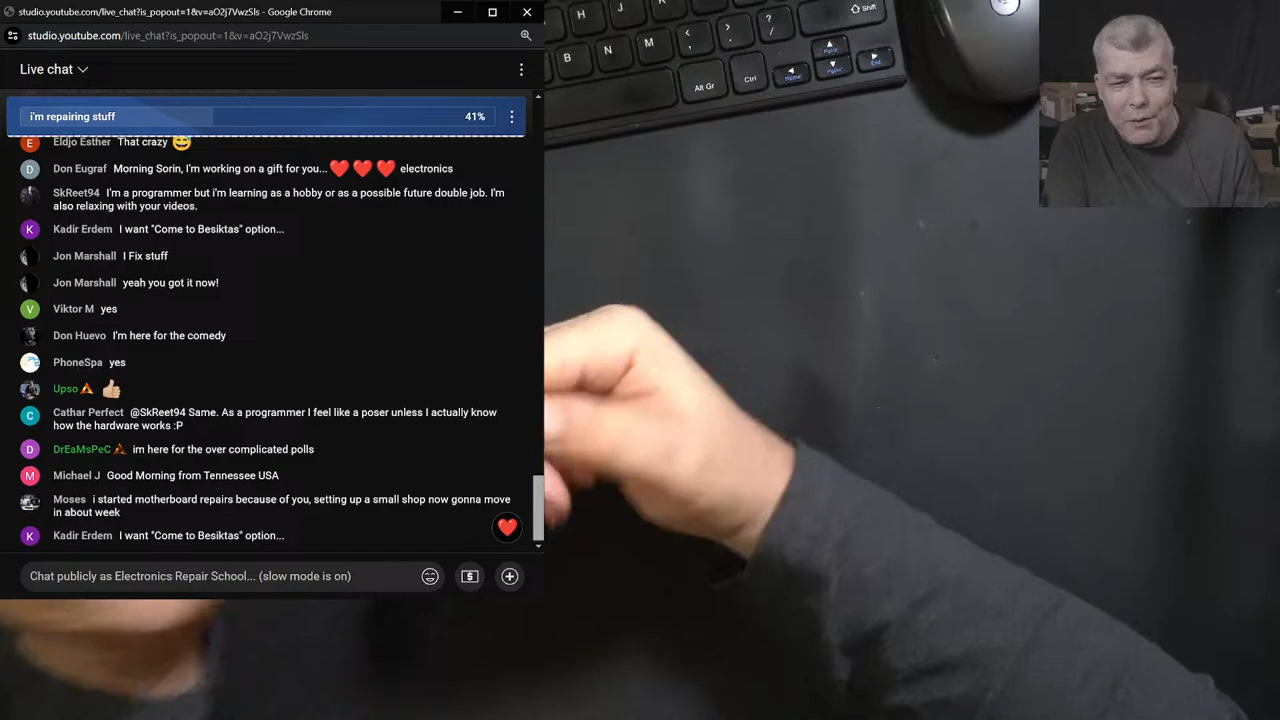 studio.youtube.com/live_chat?is_popout=1&v=aO2j7VwzSls - Google Chrome
studio.youtube.com/live_chat?is_popout=1&v=aO2j7VwzSls
Live chat
i'm repairing stuff 41%
Eldjo Esther That crazy 😄
Don Eugraf Morning Sorin, I'm working on a gift for you...❤️❤️❤️ electronics
SkReet94 I'm a programmer but i'm learning as a hobby or as a possible future double job. I'm
also relaxing with your videos.
K Kadir Erdem I want "Come to Besiktas" option...
Jon Marshall I Fix stuff
Jon Marshall yeah you got it now!
V Viktor M yes
Don Huevo I'm here for the comedy
PhoneSpa yes
Upso 👍🏼
C Cathar Perfect @SkReet94 Same. As a programmer I feel like a poser unless I actually know
how the hardware works :P
D DrEaMsPeC im here for the over complicated polls
M Michael J Good Morning from Tennessee USA
Moses i started motherboard repairs because of you, setting up a small shop now gonna move
in about week
K Kadir Erdem I want "Come to Besiktas" option...
Chat publicly as Electronics Repair School... (slow mode is on)
H J K
B N M ; , : . ? / Shift
Alt Gr Ctrl Home PgUp PgDn End